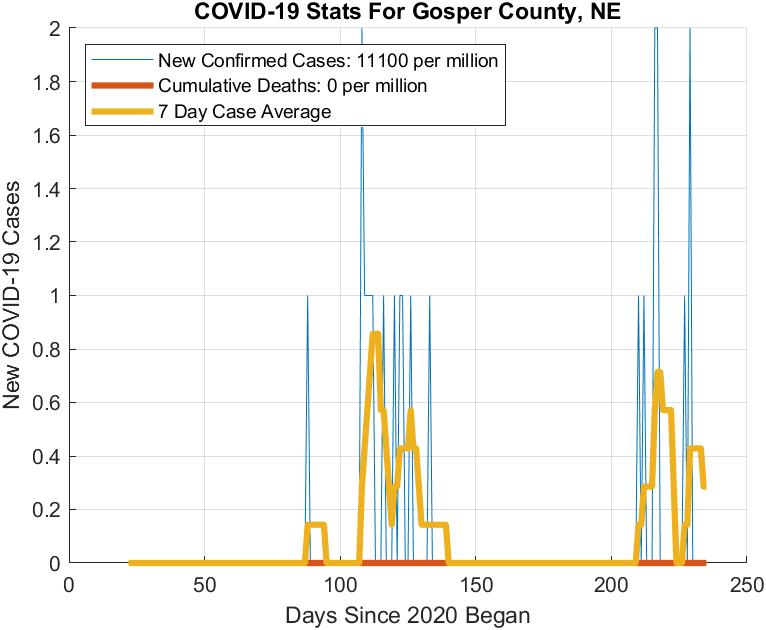 COVID-19 Stats For Gosper County, NE
2
1.8
1.6
1.4
1.2
1
0.8
0.6
0.4
0.2
0
New COVID-19 Cases
New Confirmed Cases: 11100 per million
Cumulative Deaths: 0 per million
7 Day Case Average
0 50 100 150 200 250
Days Since 2020 Began